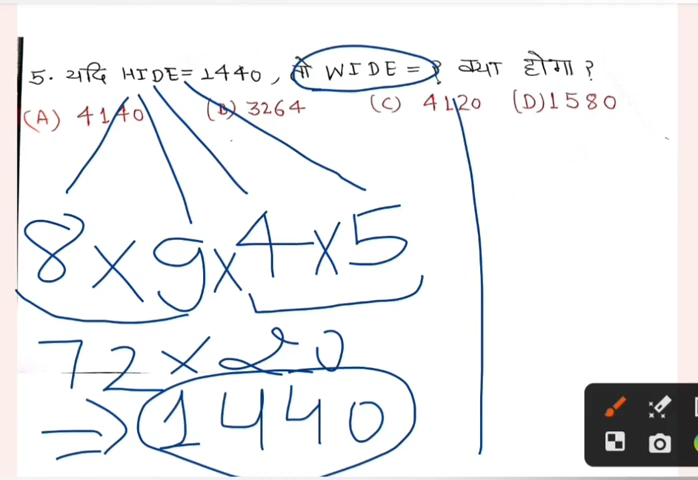 5. यदि HIDE = 1440, तो WIDE = ? क्या होगा ?
(A) 4140 (B) 3264 (C) 4120 (D) 1580
8 x 9 x 4 x 5
72 x 20
⇒ 1440